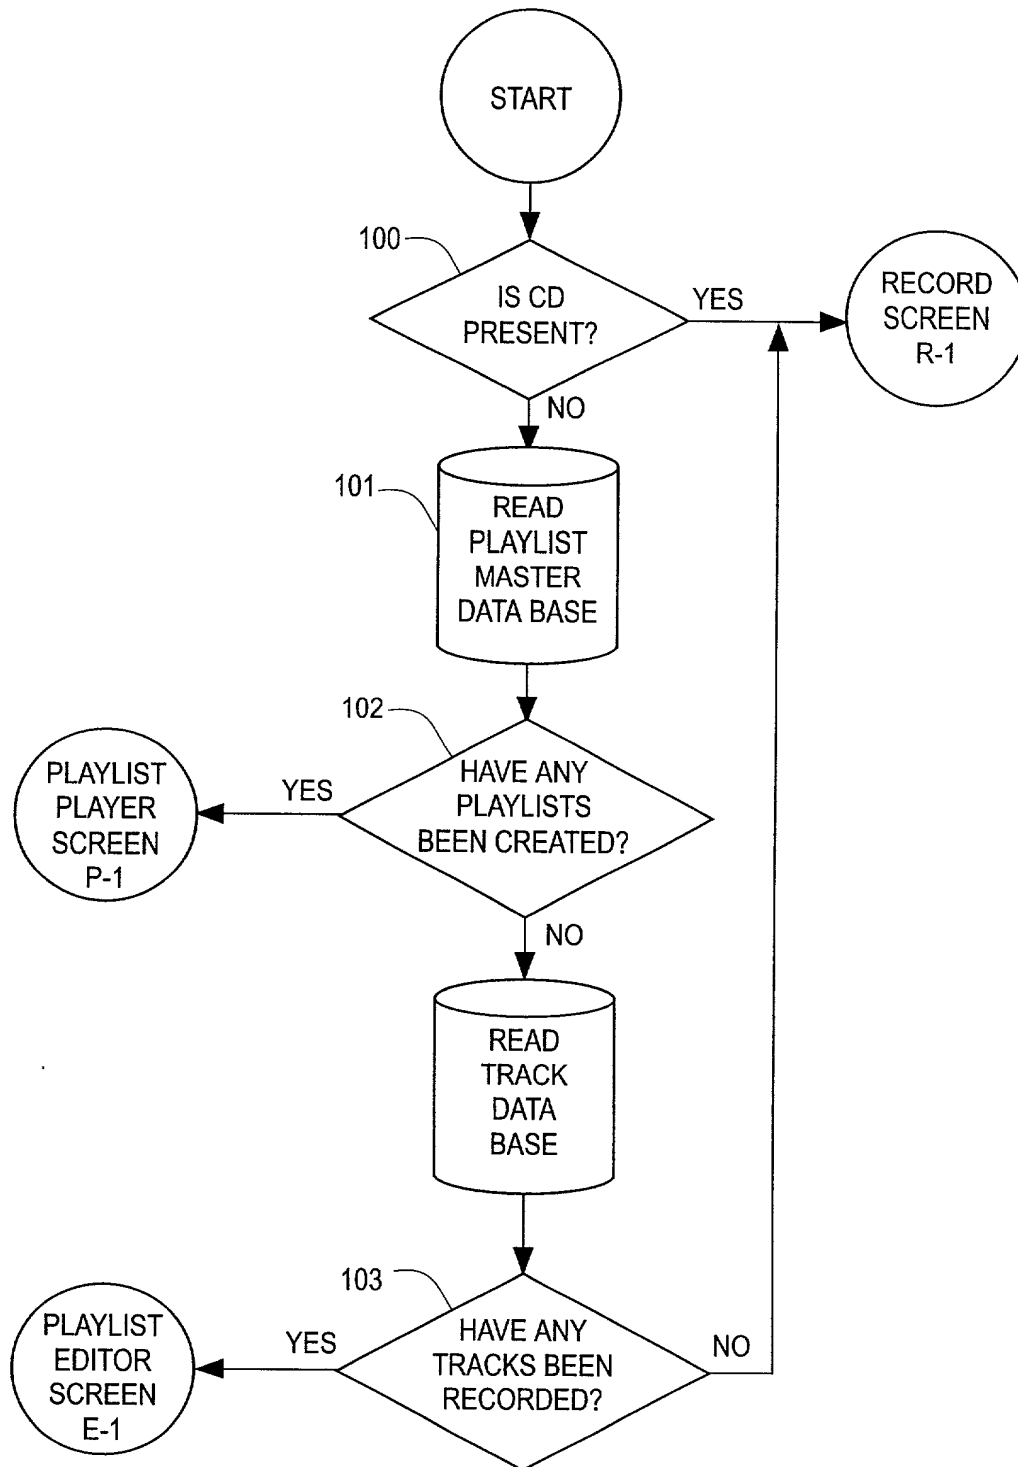 START
100
IS CD
PRESENT?
YES
RECORD
SCREEN
R-1
NO
101
READ
PLAYLIST
MASTER
DATA BASE
102
HAVE ANY
PLAYLISTS
BEEN CREATED?
YES
PLAYLIST
PLAYER
SCREEN
P-1
NO
READ
TRACK
DATA
BASE
103
HAVE ANY
TRACKS BEEN
RECORDED?
YES
PLAYLIST
EDITOR
SCREEN
E-1
NO